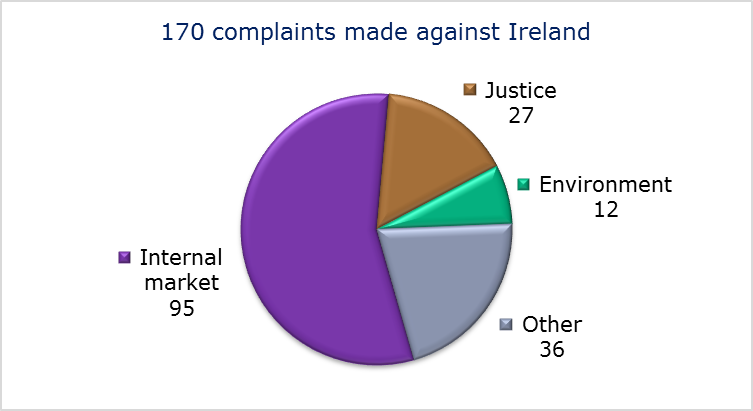 170 complaints made against Ireland
Justice
27
Environment
12
Internal
market
95
Other
36